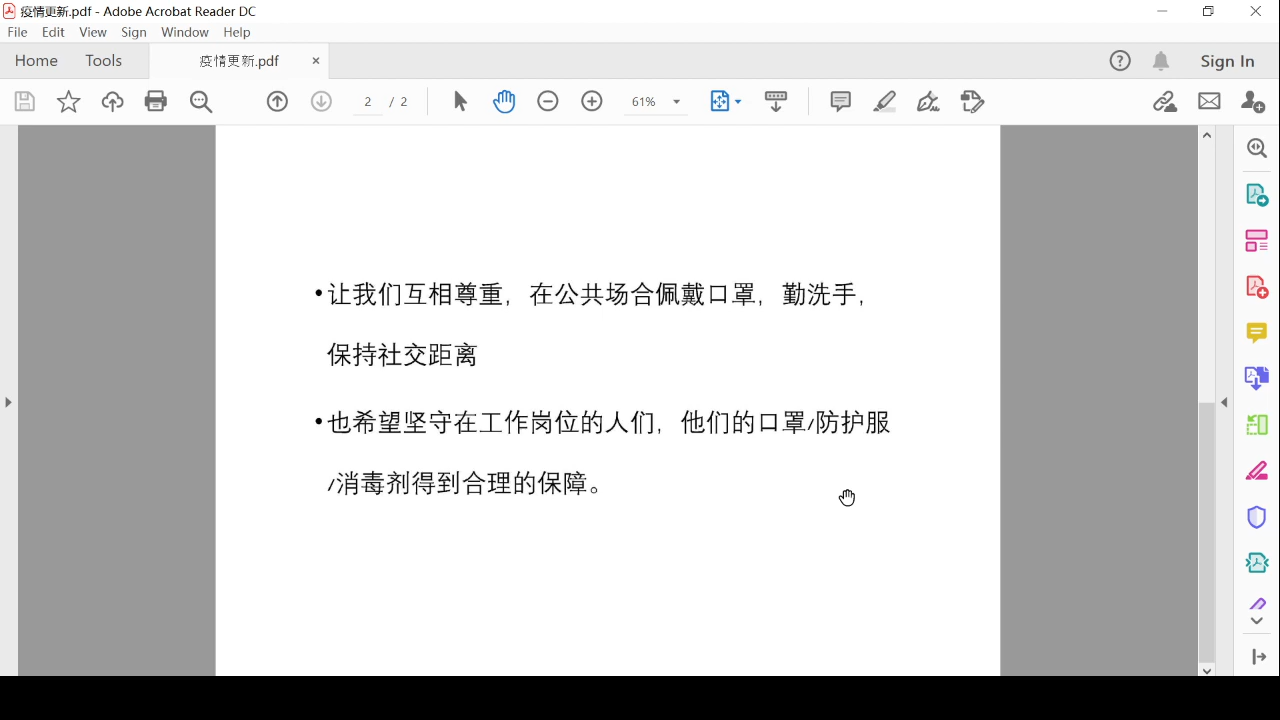 疫情更新.pdf - Adobe Acrobat Reader DC
File Edit View Sign Window Help
Home Tools 疫情更新.pdf × Sign In
2 / 2 61%
•让我们互相尊重，在公共场合佩戴口罩，勤洗手，
保持社交距离
•也希望坚守在工作岗位的人们，他们的口罩/防护服
/消毒剂得到合理的保障。